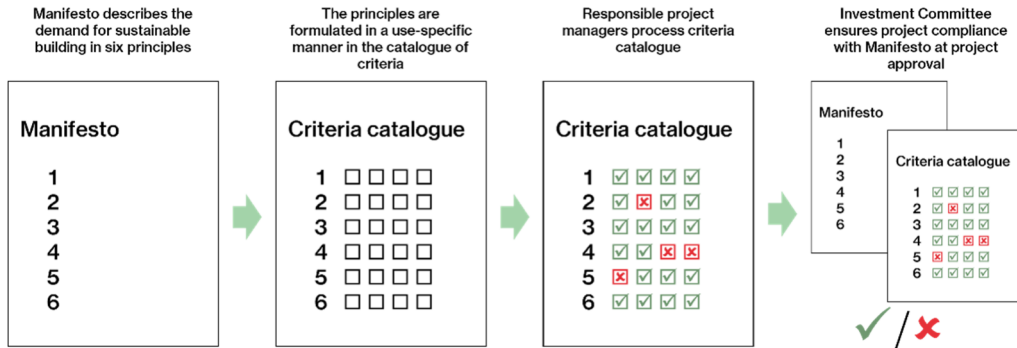 Manifesto describes the
demand for sustainable
building in six principles
The principles are
formulated in a use-specific
manner in the catalogue of
criteria
Responsible project
managers process criteria
catalogue
Investment Committee
ensures project compliance
with Manifesto at project
approval
Manifesto
1
2
3
4
5
6
Criteria catalogue
1
2
3
4
5
6
Criteria catalogue
1
2
3
4
5
6
Manifesto
1
2
3
4
5
6
Criteria catalogue
1
2
3
4
5
6